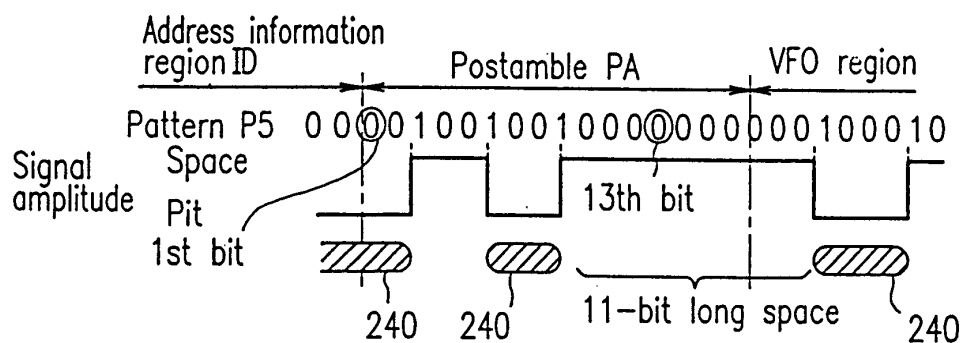 Address information
region ID
Postamble PA
VFO region
Pattern P5 0 0 0 0 1 0 0 1 0 0 1 0 0 0 0 0 0 0 0 0 0 1 0 0 0 1 0
Signal
amplitude
Space
Pit
1st bit
13th bit
11-bit long space
240
240
240